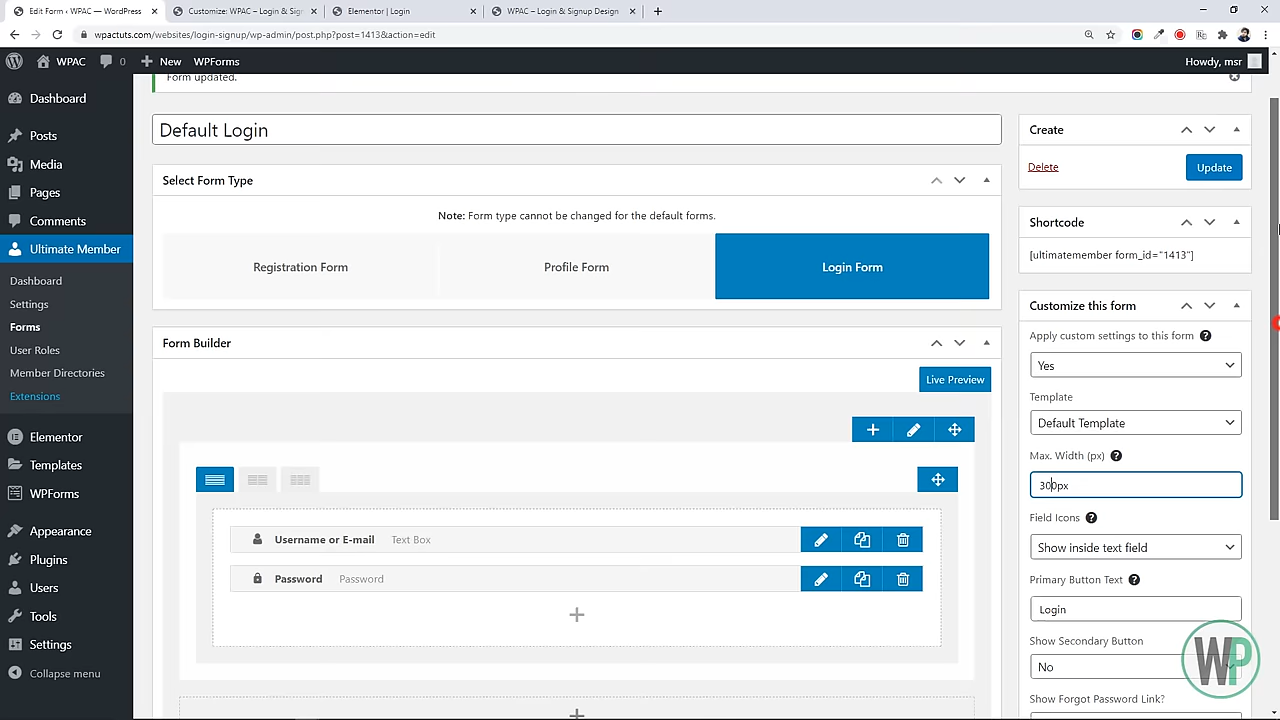 Edit Form ‹ WPAC — WordPress
Customize: WPAC – Login & Sig
Elementor | Login
WPAC – Login & Signup Design
wpactuts.com/websites/login-signup/wp-admin/post.php?post=1413&action=edit
WPAC
0
New
WPForms
Howdy, msr
Dashboard
Posts
Media
Pages
Comments
Ultimate Member
Dashboard
Settings
Forms
User Roles
Member Directories
Extensions
Elementor
Templates
WPForms
Appearance
Plugins
Users
Tools
Settings
Collapse menu
Form updated.
Default Login
Select Form Type
Note: Form type cannot be changed for the default forms.
Registration Form
Profile Form
Login Form
Form Builder
Live Preview
Username or E-mail Text Box
Password Password
Create
Delete
Update
Shortcode
[ultimatemember form_id="1413"]
Customize this form
Apply custom settings to this form
Yes
Template
Default Template
Max. Width (px)
300px
Field Icons
Show inside text field
Primary Button Text
Login
Show Secondary Button
No
Show Forgot Password Link?
WP